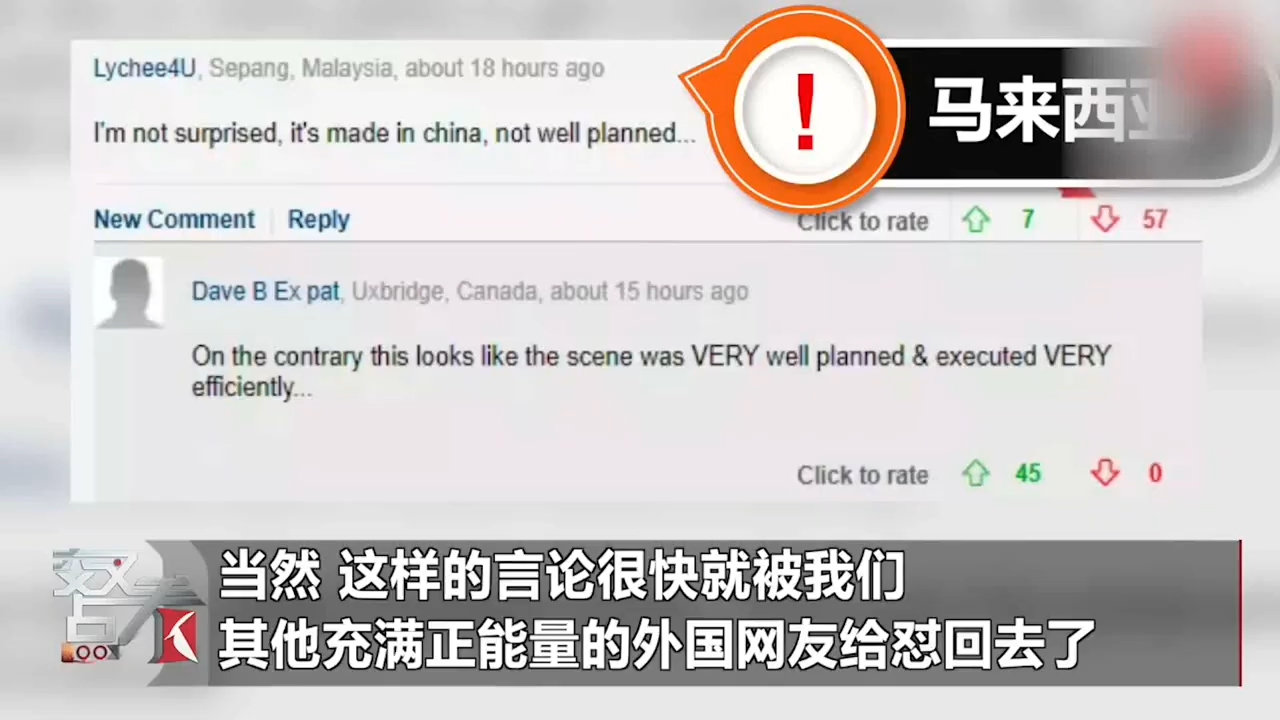 Lychee4U, Sepang, Malaysia, about 18 hours ago
马来西亚
I'm not surprised, it's made in china, not well planned...
New Comment Reply Click to rate 7 57
Dave B Ex pat, Uxbridge, Canada, about 15 hours ago
On the contrary this looks like the scene was VERY well planned & executed VERY
efficiently...
Click to rate 45 0
当然 这样的言论很快就被我们
其他充满正能量的外国网友给怼回去了